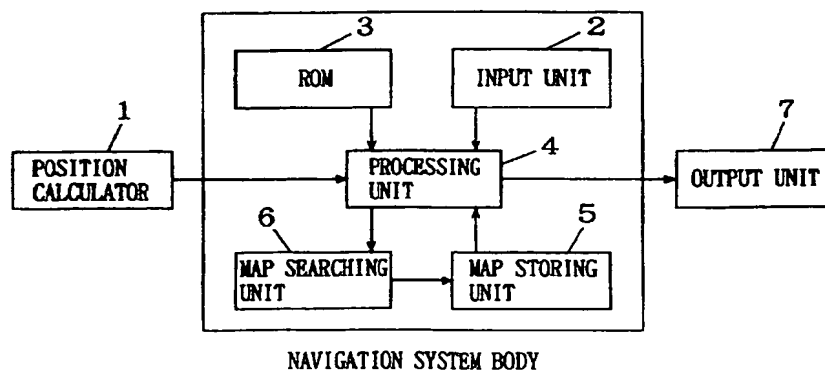 3
2
ROM
INPUT UNIT
1
4
7
POSITION
CALCULATOR
PROCESSING
UNIT
OUTPUT UNIT
6
5
MAP SEARCHING
UNIT
MAP STORING
UNIT
NAVIGATION SYSTEM BODY